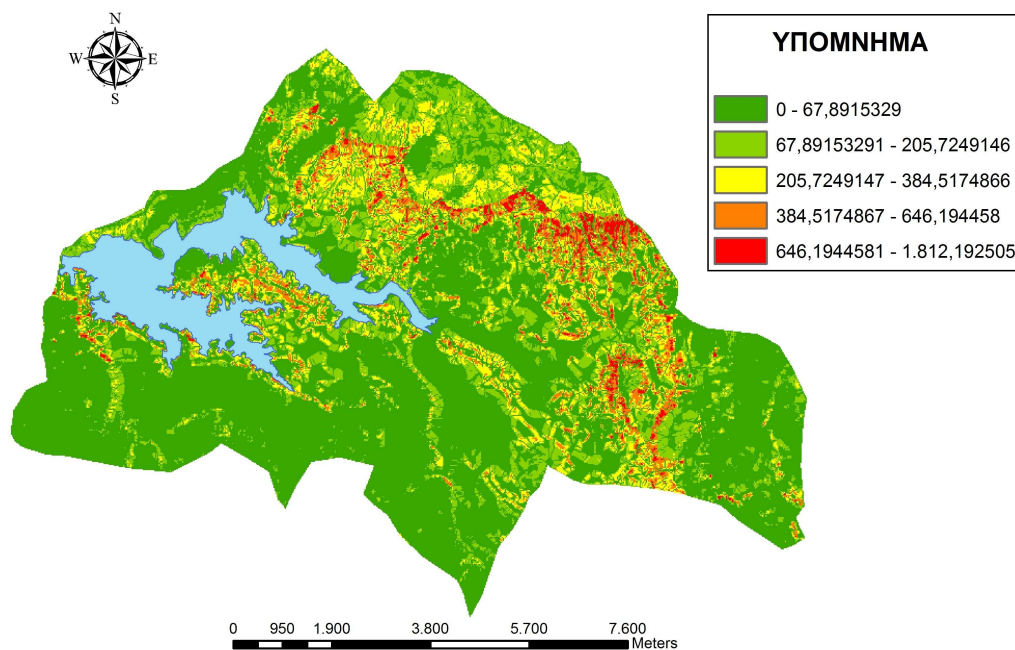 N
W E
S
ΥΠΟΜΝΗΜΑ
0 - 67,8915329
67,89153291 - 205,7249146
205,7249147 - 384,5174866
384,5174867 - 646,194458
646,1944581 - 1.812,192505
0 950 1.900 3.800 5.700 7.600
Meters